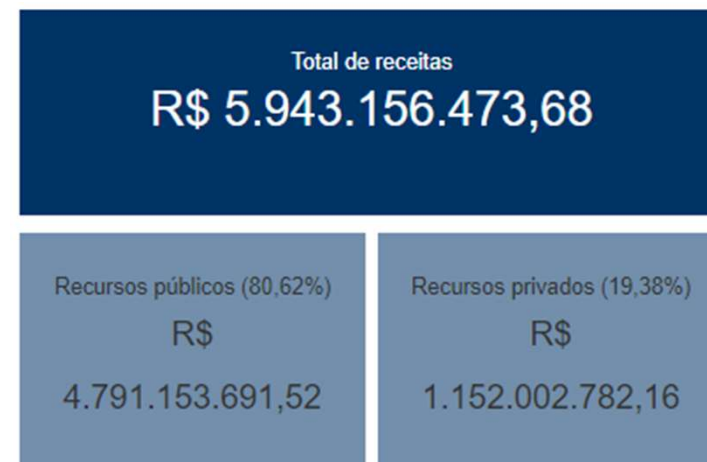 Total de receitas
R$ 5.943.156.473,68
Recursos públicos (80,62%)
R$
4.791.153.691,52
Recursos privados (19,38%)
R$
1.152.002.782,16